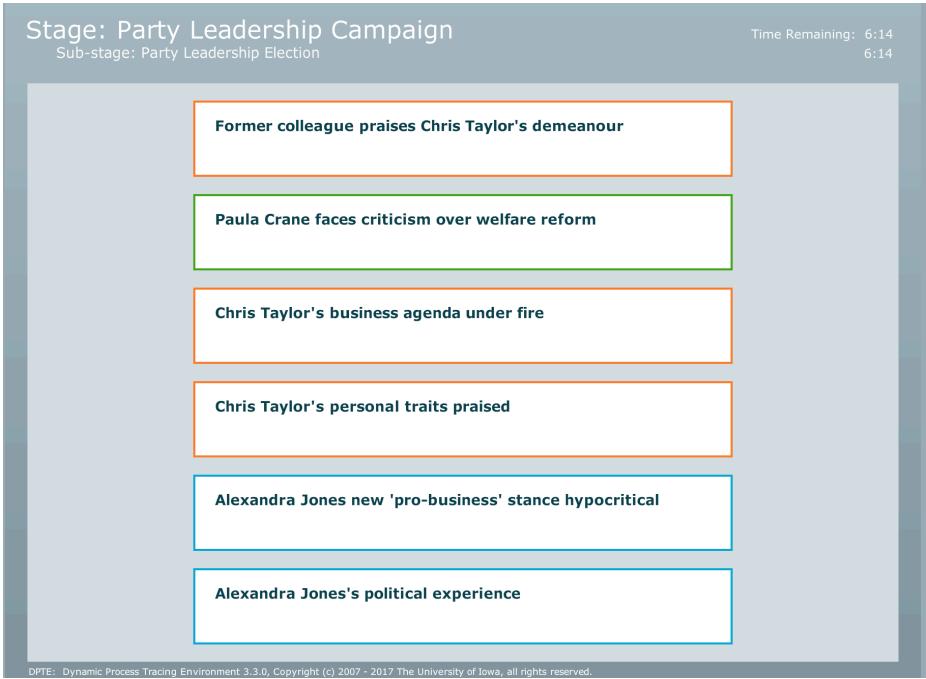 Stage: Party Leadership Campaign
Time Remaining: 6:14
Sub-stage: Party Leadership Election
6:14
Former colleague praises Chris Taylor's demeanour
Paula Crane faces criticism over welfare reform
Chris Taylor's business agenda under fire
Chris Taylor's personal traits praised
Alexandra Jones new 'pro-business' stance hypocritical
Alexandra Jones's political experience
DPTE: Dynamic Process Tracing Environment 3.3.0, Copyright (c) 2007 - 2017 The University of Iowa, all rights reserved.